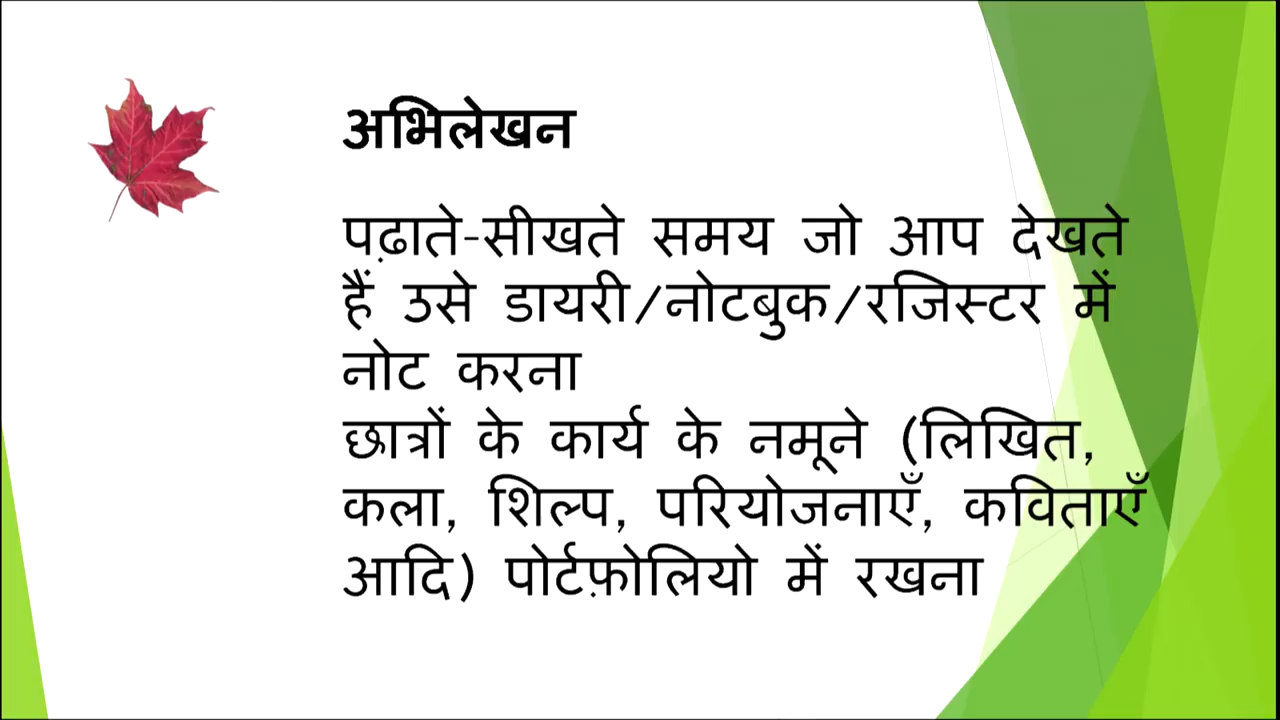 अभिलेखन
पढ़ाते-सीखते समय जो आप देखते
हैं उसे डायरी/नोटबुक/रजिस्टर में
नोट करना
छात्रों के कार्य के नमूने (लिखित,
कला, शिल्प, परियोजनाएँ, कविताएँ
आदि) पोर्टफ़ोलियो में रखना